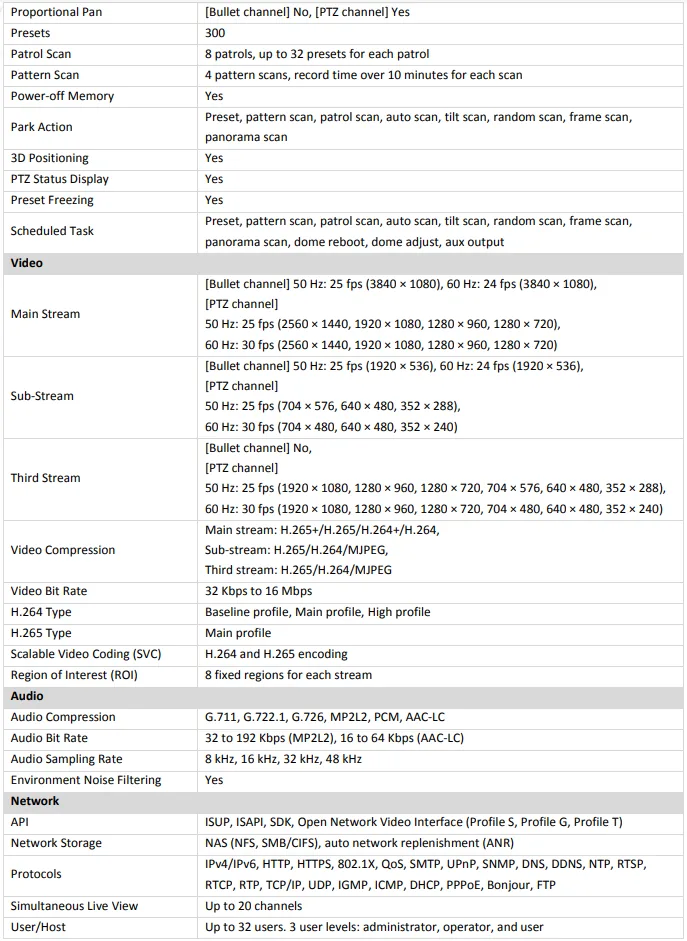 Proportional Pan [Bullet channel] No, [PTZ channel] Yes
Presets 300
Patrol Scan 8 patrols, up to 32 presets for each patrol
Pattern Scan 4 pattern scans, record time over 10 minutes for each scan
Power-off Memory Yes
Park Action Preset, pattern scan, patrol scan, auto scan, tilt scan, random scan, frame scan,
panorama scan
3D Positioning Yes
PTZ Status Display Yes
Preset Freezing Yes
Scheduled Task Preset, pattern scan, patrol scan, auto scan, tilt scan, random scan, frame scan,
panorama scan, dome reboot, dome adjust, aux output
Video
Main Stream [Bullet channel] 50 Hz: 25 fps (3840 × 1080), 60 Hz: 24 fps (3840 × 1080),
[PTZ channel]
50 Hz: 25 fps (2560 × 1440, 1920 × 1080, 1280 × 960, 1280 × 720),
60 Hz: 30 fps (2560 × 1440, 1920 × 1080, 1280 × 960, 1280 × 720)
Sub-Stream [Bullet channel] 50 Hz: 25 fps (1920 × 536), 60 Hz: 24 fps (1920 × 536),
[PTZ channel]
50 Hz: 25 fps (704 × 576, 640 × 480, 352 × 288),
60 Hz: 30 fps (704 × 480, 640 × 480, 352 × 240)
Third Stream [Bullet channel] No,
[PTZ channel]
50 Hz: 25 fps (1920 × 1080, 1280 × 960, 1280 × 720, 704 × 576, 640 × 480, 352 × 288),
60 Hz: 30 fps (1920 × 1080, 1280 × 960, 1280 × 720, 704 × 480, 640 × 480, 352 × 240)
Video Compression Main stream: H.265+/H.265/H.264+/H.264,
Sub-stream: H.265/H.264/MJPEG,
Third stream: H.265/H.264/MJPEG
Video Bit Rate 32 Kbps to 16 Mbps
H.264 Type Baseline profile, Main profile, High profile
H.265 Type Main profile
Scalable Video Coding (SVC) H.264 and H.265 encoding
Region of Interest (ROI) 8 fixed regions for each stream
Audio
Audio Compression G.711, G.722.1, G.726, MP2L2, PCM, AAC-LC
Audio Bit Rate 32 to 192 Kbps (MP2L2), 16 to 64 Kbps (AAC-LC)
Audio Sampling Rate 8 kHz, 16 kHz, 32 kHz, 48 kHz
Environment Noise Filtering Yes
Network
API ISUP, ISAPI, SDK, Open Network Video Interface (Profile S, Profile G, Profile T)
Network Storage NAS (NFS, SMB/CIFS), auto network replenishment (ANR)
Protocols IPv4/IPv6, HTTP, HTTPS, 802.1X, QoS, SMTP, UPnP, SNMP, DNS, DDNS, NTP, RTSP,
RTCP, RTP, TCP/IP, UDP, IGMP, ICMP, DHCP, PPPoE, Bonjour, FTP
Simultaneous Live View Up to 20 channels
User/Host Up to 32 users. 3 user levels: administrator, operator, and user